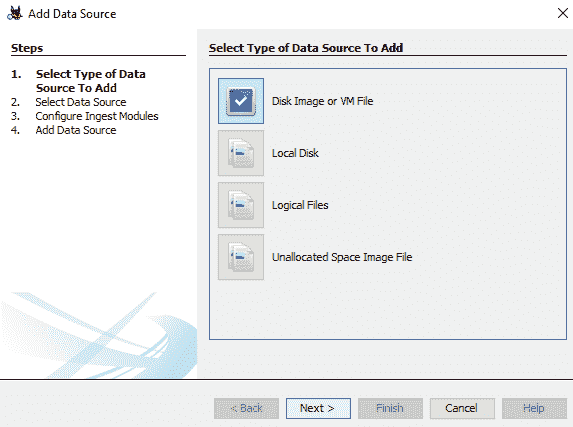 Add Data Source
Steps
1. Select Type of Data
Source To Add
2. Select Data Source
3. Configure Ingest Modules
4. Add Data Source
Select Type of Data Source To Add
Disk Image or VM File
Local Disk
Logical Files
Unallocated Space Image File
< Back
Next >
Finish
Cancel
Help